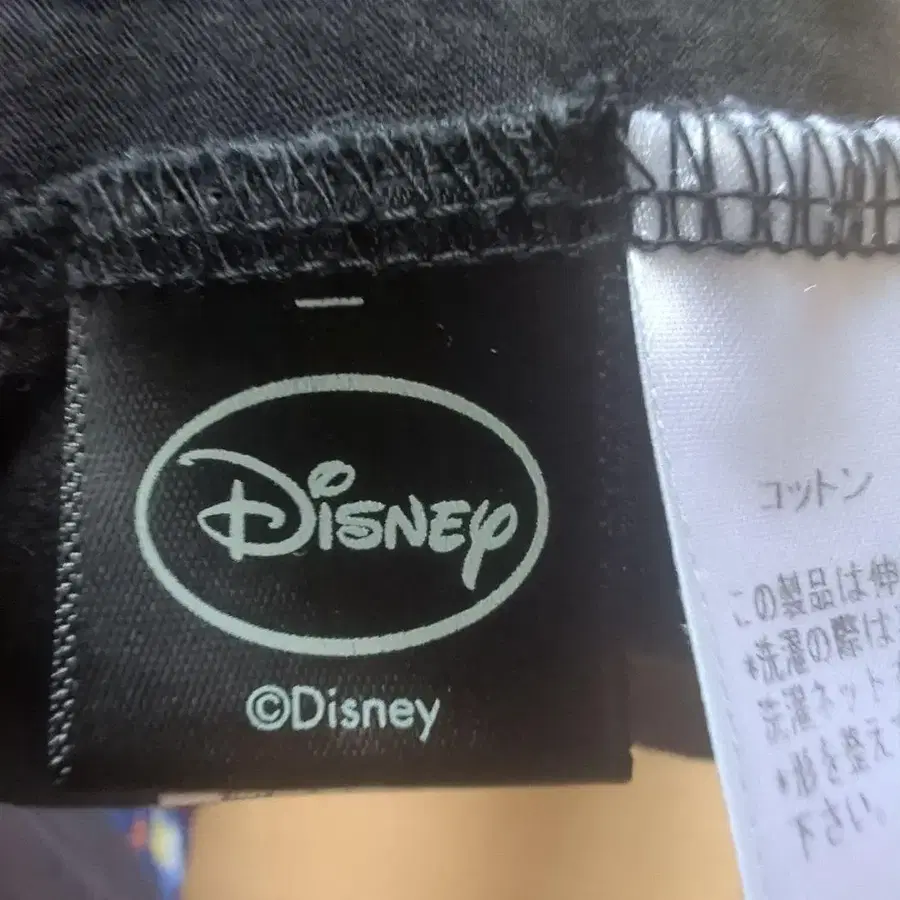 Disney
©Disney
コットン
この製品は伸
*洗濯の際は
洗濯ネット
*形を整え
下さい。